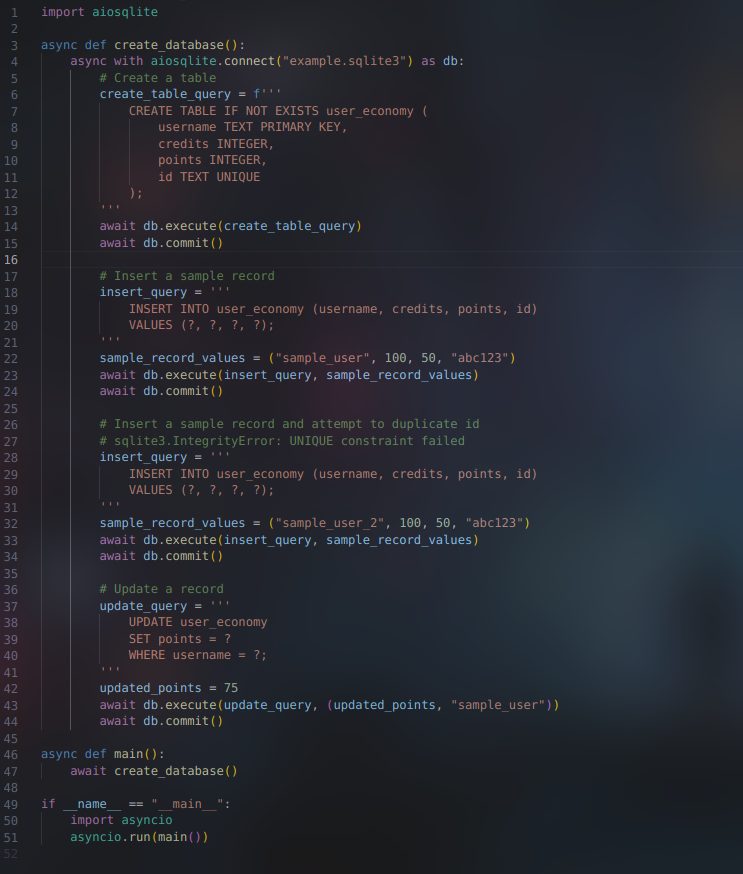 1 import aiosqlite
2
3 async def create_database():
4     async with aiosqlite.connect("example.sqlite3") as db:
5         # Create a table
6         create_table_query = f'''
7             CREATE TABLE IF NOT EXISTS user_economy (
8                 username TEXT PRIMARY KEY,
9                 credits INTEGER,
10                 points INTEGER,
11                 id TEXT UNIQUE
12             );
13         '''
14         await db.execute(create_table_query)
15         await db.commit()
16
17         # Insert a sample record
18         insert_query = '''
19             INSERT INTO user_economy (username, credits, points, id)
20             VALUES (?, ?, ?, ?);
21         '''
22         sample_record_values = ("sample_user", 100, 50, "abc123")
23         await db.execute(insert_query, sample_record_values)
24         await db.commit()
25
26         # Insert a sample record and attempt to duplicate id
27         # sqlite3.IntegrityError: UNIQUE constraint failed
28         insert_query = '''
29             INSERT INTO user_economy (username, credits, points, id)
30             VALUES (?, ?, ?, ?);
31         '''
32         sample_record_values = ("sample_user_2", 100, 50, "abc123")
33         await db.execute(insert_query, sample_record_values)
34         await db.commit()
35
36         # Update a record
37         update_query = '''
38             UPDATE user_economy
39             SET points = ?
40             WHERE username = ?;
41         '''
42         updated_points = 75
43         await db.execute(update_query, (updated_points, "sample_user"))
44         await db.commit()
45
46 async def main():
47     await create_database()
48
49 if __name__ == "__main__":
50     import asyncio
51     asyncio.run(main())
52